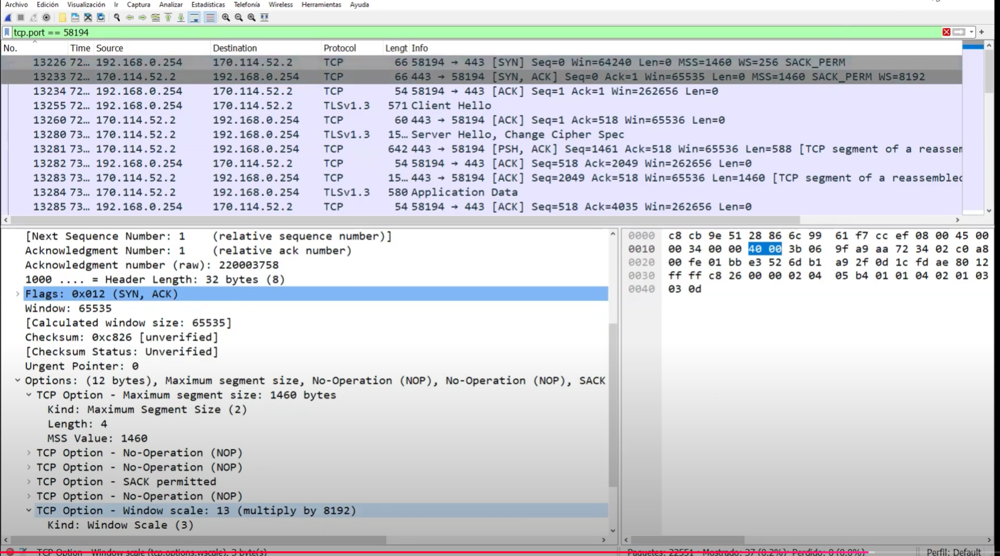 Archivo Edición Visualización Ir Captura Analizar Estadísticas Telefonía Wireless Herramientas Ayuda
tcp.port == 58194
No. Time Source Destination Protocol Lengt Info
13226 72… 192.168.0.254 170.114.52.2 TCP 66 58194 → 443 [SYN] Seq=0 Win=64240 Len=0 MSS=1460 WS=256 SACK_PERM
13233 72… 170.114.52.2 192.168.0.254 TCP 66 443 → 58194 [SYN, ACK] Seq=0 Ack=1 Win=65535 Len=0 MSS=1460 SACK_PERM WS=8192
13234 72… 192.168.0.254 170.114.52.2 TCP 54 58194 → 443 [ACK] Seq=1 Ack=1 Win=262656 Len=0
13255 72… 192.168.0.254 170.114.52.2 TLSv1.3 571 Client Hello
13260 72… 170.114.52.2 192.168.0.254 TCP 60 443 → 58194 [ACK] Seq=1 Ack=518 Win=65536 Len=0
13280 73… 170.114.52.2 192.168.0.254 TLSv1.3 15… Server Hello, Change Cipher Spec
13281 73… 170.114.52.2 192.168.0.254 TCP 642 443 → 58194 [PSH, ACK] Seq=1461 Ack=518 Win=65536 Len=588 [TCP segment of a reassem
13282 73… 192.168.0.254 170.114.52.2 TCP 54 58194 → 443 [ACK] Seq=518 Ack=2049 Win=262656 Len=0
13283 73… 170.114.52.2 192.168.0.254 TCP 15… 443 → 58194 [ACK] Seq=2049 Ack=518 Win=65536 Len=1460 [TCP segment of a reassembled
13284 73… 170.114.52.2 192.168.0.254 TLSv1.3 580 Application Data
13285 73… 192.168.0.254 170.114.52.2 TCP 54 58194 → 443 [ACK] Seq=518 Ack=4035 Win=262656 Len=0
[Next Sequence Number: 1 (relative sequence number)]
Acknowledgment Number: 1 (relative ack number)
Acknowledgment number (raw): 220003758
1000 .... = Header Length: 32 bytes (8)
Flags: 0x012 (SYN, ACK)
Window: 65535
[Calculated window size: 65535]
Checksum: 0xc826 [unverified]
[Checksum Status: Unverified]
Urgent Pointer: 0
Options: (12 bytes), Maximum segment size, No-Operation (NOP), No-Operation (NOP), SACK
TCP Option - Maximum segment size: 1460 bytes
Kind: Maximum Segment Size (2)
Length: 4
MSS Value: 1460
TCP Option - No-Operation (NOP)
TCP Option - No-Operation (NOP)
TCP Option - SACK permitted
TCP Option - No-Operation (NOP)
TCP Option - Window scale: 13 (multiply by 8192)
Kind: Window Scale (3)
0000 c8 cb 9e 51 28 86 6c 99 61 f7 cc ef 08 00 45 00
0010 00 34 00 00 40 00 3b 06 9f a9 aa 72 34 02 c0 a8
0020 00 fe 01 bb e3 52 6d b1 a9 2f 0d 1c fd ae 80 12
0030 ff ff c8 26 00 00 02 04 05 b4 01 01 04 02 01 03
0040 03 0d
TCP Option - Window scale (tcp.options.wscale), 3 byte(s) Paquetes: 22551 · Mostrado: 37 (0.2%) · Perdido: 0 (0.0%) Perfil: Default